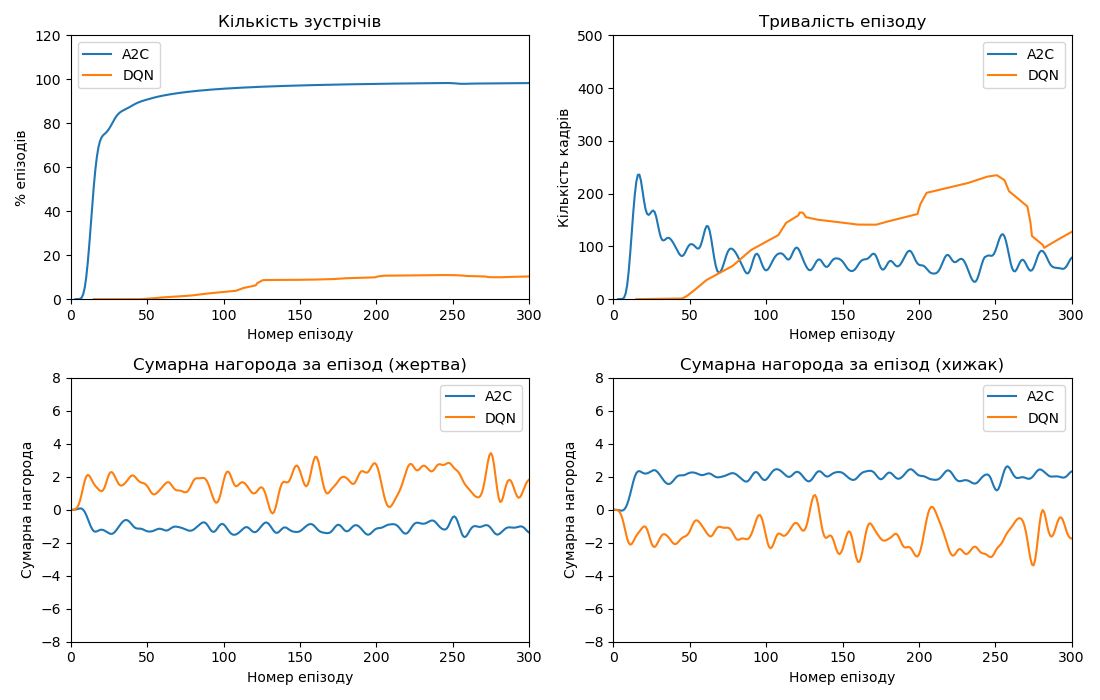 Кількість зустрічів
120
100
80
60
40
20
0
% епізодів
A2C
DQN
0 50 100 150 200 250 300
Номер епізоду
Тривалість епізоду
500
400
300
200
100
0
Кількість кадрів
A2C
DQN
0 50 100 150 200 250 300
Номер епізоду
Сумарна нагорода за епізод (жертва)
8
6
4
2
0
−2
−4
−6
−8
Сумарна нагорода
A2C
DQN
0 50 100 150 200 250 300
Номер епізоду
Сумарна нагорода за епізод (хижак)
8
6
4
2
0
−2
−4
−6
−8
Сумарна нагорода
A2C
DQN
0 50 100 150 200 250 300
Номер епізоду